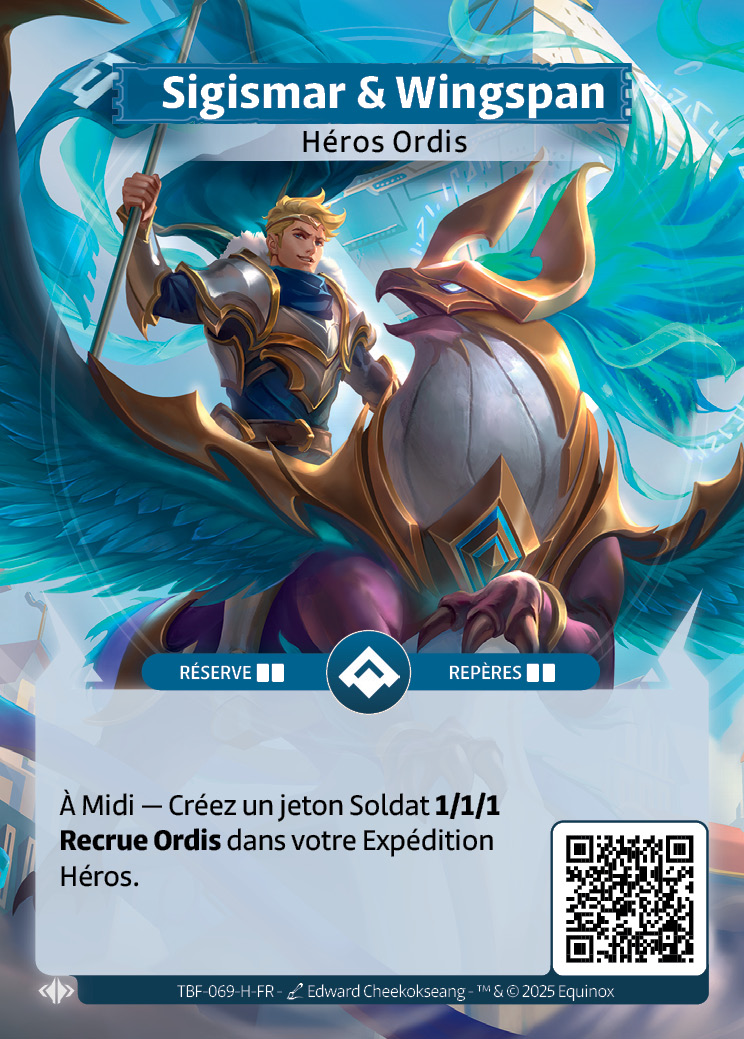 Sigismar & Wingspan
Héros Ordis
RÉSERVE
REPÈRES
À Midi — Créez un jeton Soldat 1/1/1
Recrue Ordis dans votre Expédition
Héros.
TBF-069-H-FR - Edward Cheekokseang - ™ & © 2025 Equinox